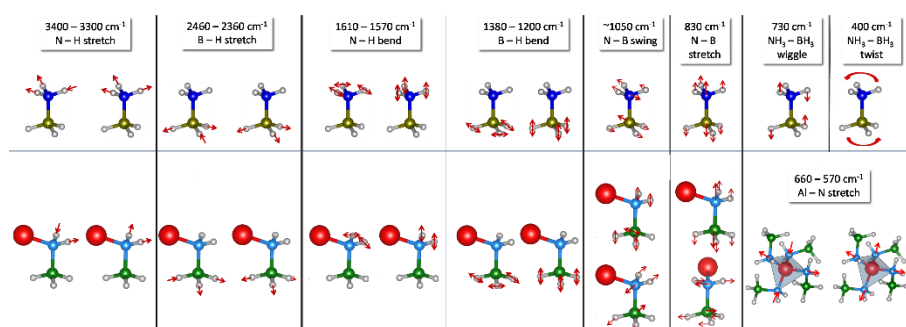 3400 – 3300 cm⁻¹
N – H stretch
2460 – 2360 cm⁻¹
B – H stretch
1610 – 1570 cm⁻¹
N – H bend
1380 – 1200 cm⁻¹
B – H bend
~1050 cm⁻¹
N – B swing
830 cm⁻¹
N – B
stretch
730 cm⁻¹
NH₃ – BH₃
wiggle
400 cm⁻¹
NH₃ – BH₃
twist
660 – 570 cm⁻¹
Al – N stretch